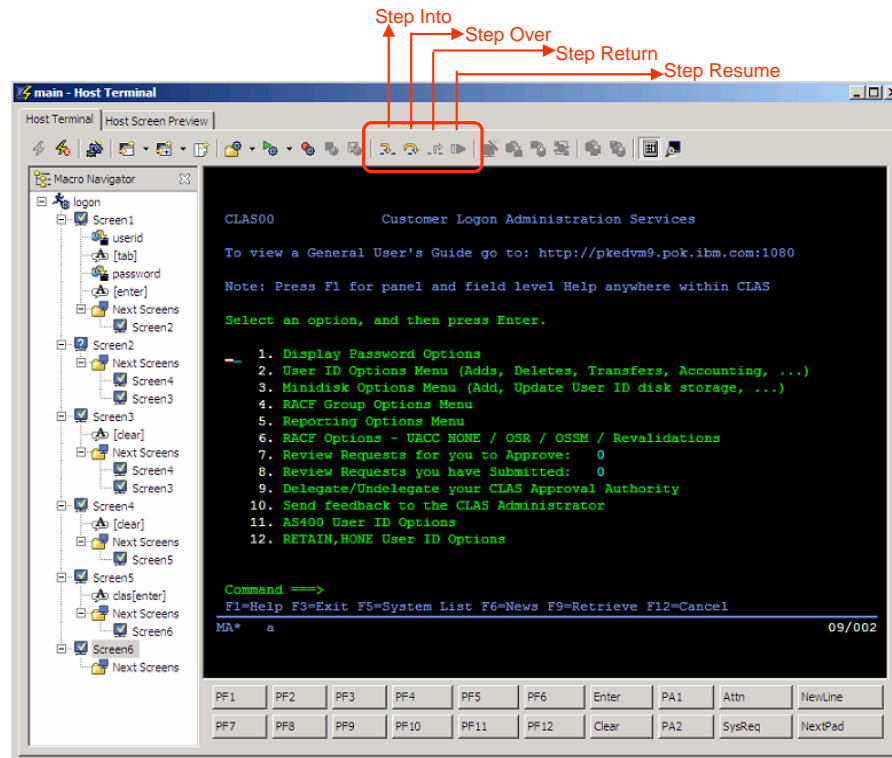 Step Into
Step Over
Step Return
Step Resume
main - Host Terminal
Host Terminal
Host Screen Preview
Macro Navigator
logon
Screen1
userid
[tab]
password
[enter]
Next Screens
Screen2
Screen2
Next Screens
Screen4
Screen3
Screen3
[clear]
Next Screens
Screen4
Screen3
Screen4
[clear]
Next Screens
Screen5
Screen5
clas[enter]
Next Screens
Screen6
Screen6
Next Screens
CLAS00 Customer Logon Administration Services
To view a General User's Guide go to: http://pkedvm9.pok.ibm.com:1080
Note: Press F1 for panel and field level Help anywhere within CLAS
Select an option, and then press Enter.
__ 1. Display Password Options
2. User ID Options Menu (Adds, Deletes, Transfers, Accounting, ...)
3. Minidisk Options Menu (Add, Update User ID disk storage, ...)
4. RACF Group Options Menu
5. Reporting Options Menu
6. RACF Options - UACC NONE / OSR / OSSM / Revalidations
7. Review Requests for you to Approve: 0
8. Review Requests you have Submitted: 0
9. Delegate/Undelegate your CLAS Approval Authority
10. Send feedback to the CLAS Administrator
11. AS400 User ID Options
12. RETAIN,HONE User ID Options
Command ===>
F1=Help F3=Exit F5=System List F6=News F9=Retrieve F12=Cancel
MA* a 09/002
PF1 PF2 PF3 PF4 PF5 PF6 Enter PA1 Attn NewLine
PF7 PF8 PF9 PF10 PF11 PF12 Clear PA2 SysReq NextPad